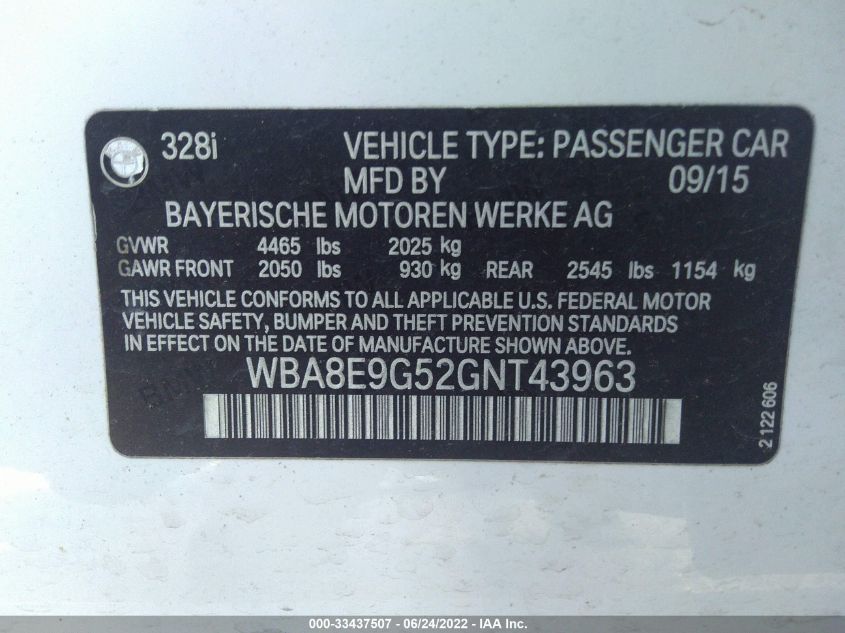 328i VEHICLE TYPE: PASSENGER CAR
MFD BY 09/15
BAYERISCHE MOTOREN WERKE AG
GVWR 4465 lbs 2025 kg
GAWR FRONT 2050 lbs 930 kg REAR 2545 lbs 1154 kg
THIS VEHICLE CONFORMS TO ALL APPLICABLE U.S. FEDERAL MOTOR
VEHICLE SAFETY, BUMPER AND THEFT PREVENTION STANDARDS
IN EFFECT ON THE DATE OF MANUFACTURE SHOWN ABOVE.
WBA8E9G52GNT43963
2 122 606
000-33437507 - 06/24/2022 - IAA Inc.